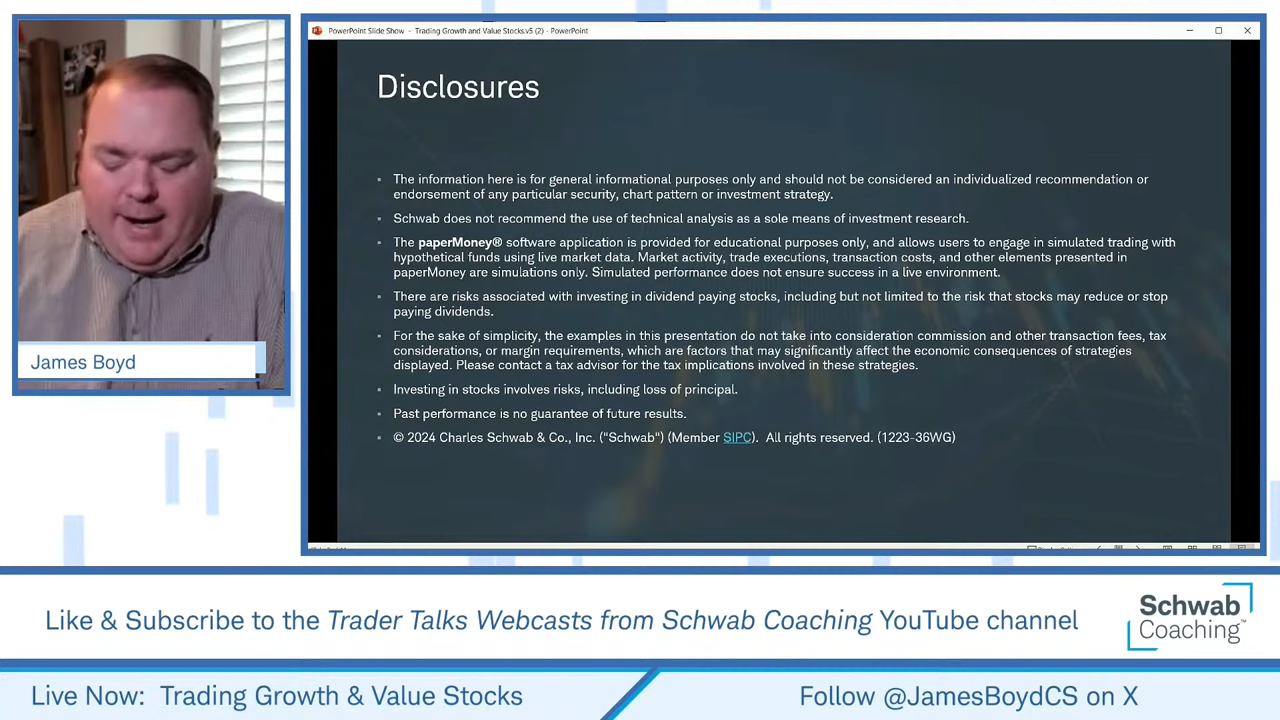 PowerPoint Slide Show - Trading Growth and Value Stocks.v5 (2) - PowerPoint
Disclosures
▪ The information here is for general informational purposes only and should not be considered an individualized recommendation or
endorsement of any particular security, chart pattern or investment strategy.
▪ Schwab does not recommend the use of technical analysis as a sole means of investment research.
▪ The paperMoney® software application is provided for educational purposes only, and allows users to engage in simulated trading with
hypothetical funds using live market data. Market activity, trade executions, transaction costs, and other elements presented in
paperMoney are simulations only. Simulated performance does not ensure success in a live environment.
▪ There are risks associated with investing in dividend paying stocks, including but not limited to the risk that stocks may reduce or stop
paying dividends.
▪ For the sake of simplicity, the examples in this presentation do not take into consideration commission and other transaction fees, tax
considerations, or margin requirements, which are factors that may significantly affect the economic consequences of strategies
displayed. Please contact a tax advisor for the tax implications involved in these strategies.
▪ Investing in stocks involves risks, including loss of principal.
▪ Past performance is no guarantee of future results.
▪ © 2024 Charles Schwab & Co., Inc. ("Schwab") (Member SIPC). All rights reserved. (1223-36WG)
James Boyd
Like & Subscribe to the Trader Talks Webcasts from Schwab Coaching YouTube channel
Schwab
Coaching™
Live Now: Trading Growth & Value Stocks
Follow @JamesBoydCS on X